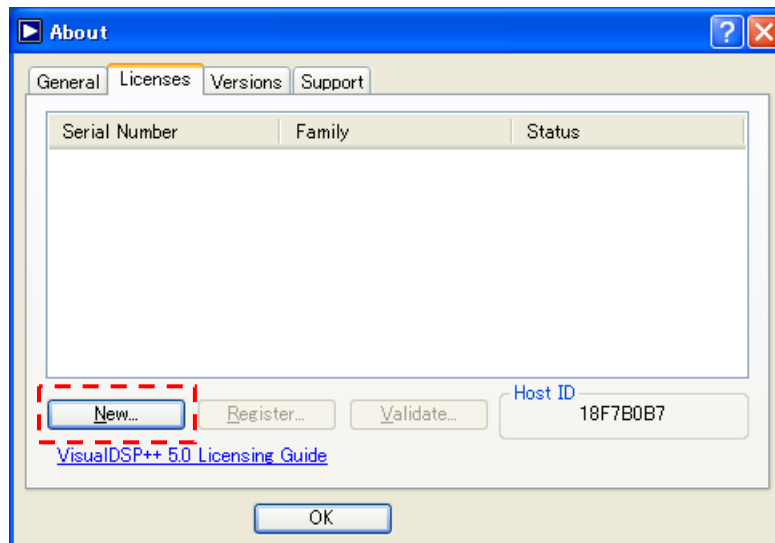 About
General Licenses Versions Support
Serial Number Family Status
New... Register... Validate... Host ID
18F7B0B7
VisualDSP++ 5.0 Licensing Guide
OK